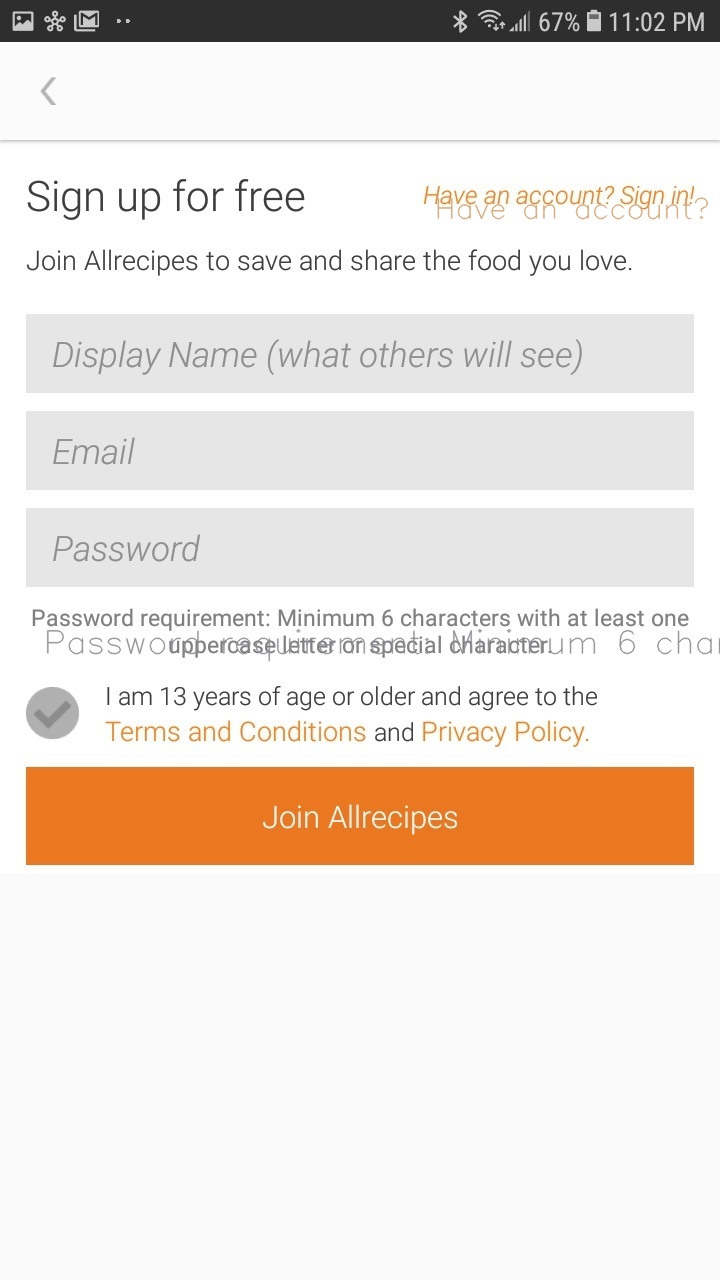 67% 11:02 PM
Sign up for free
Have an account? Sign in!
Have an account?
Join Allrecipes to save and share the food you love.
Display Name (what others will see)
Email
Password
Password requirement: Minimum 6 characters with at least one
uppercase letter or special character.
Password requirement: Minimum 6 char
I am 13 years of age or older and agree to the
Terms and Conditions and Privacy Policy.
Join Allrecipes